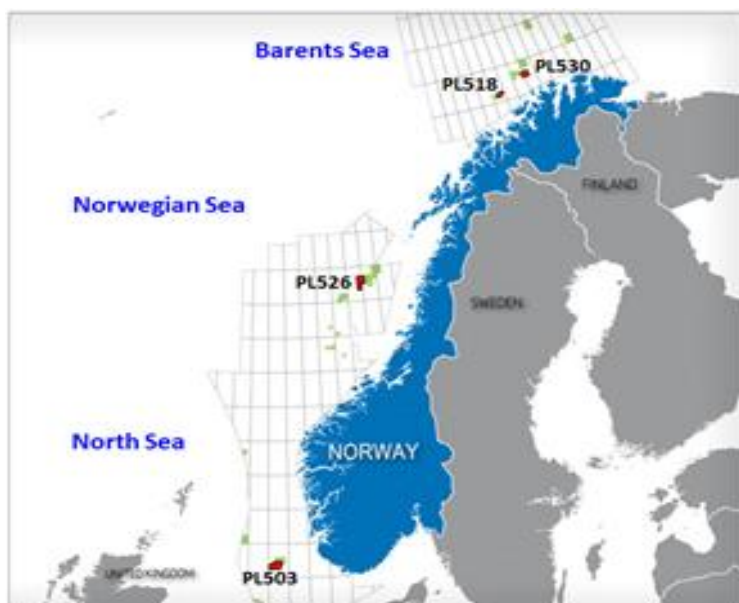 Barents Sea
PL530
PL518
FINLAND
Norwegian Sea
PL526
SWEDEN
North Sea
NORWAY
UNITED KINGDOM
PL503